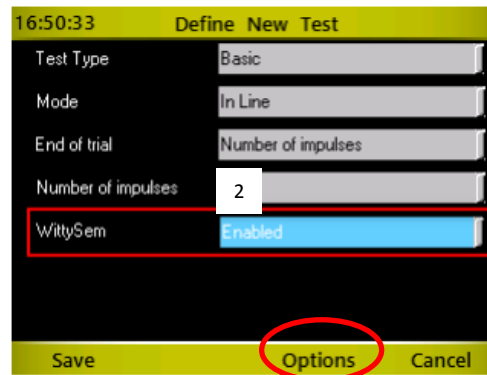 16:50:33 Define New Test
Test Type Basic
Mode In Line
End of trial Number of impulses
Number of impulses 2
WittySem Enabled
Save Options Cancel